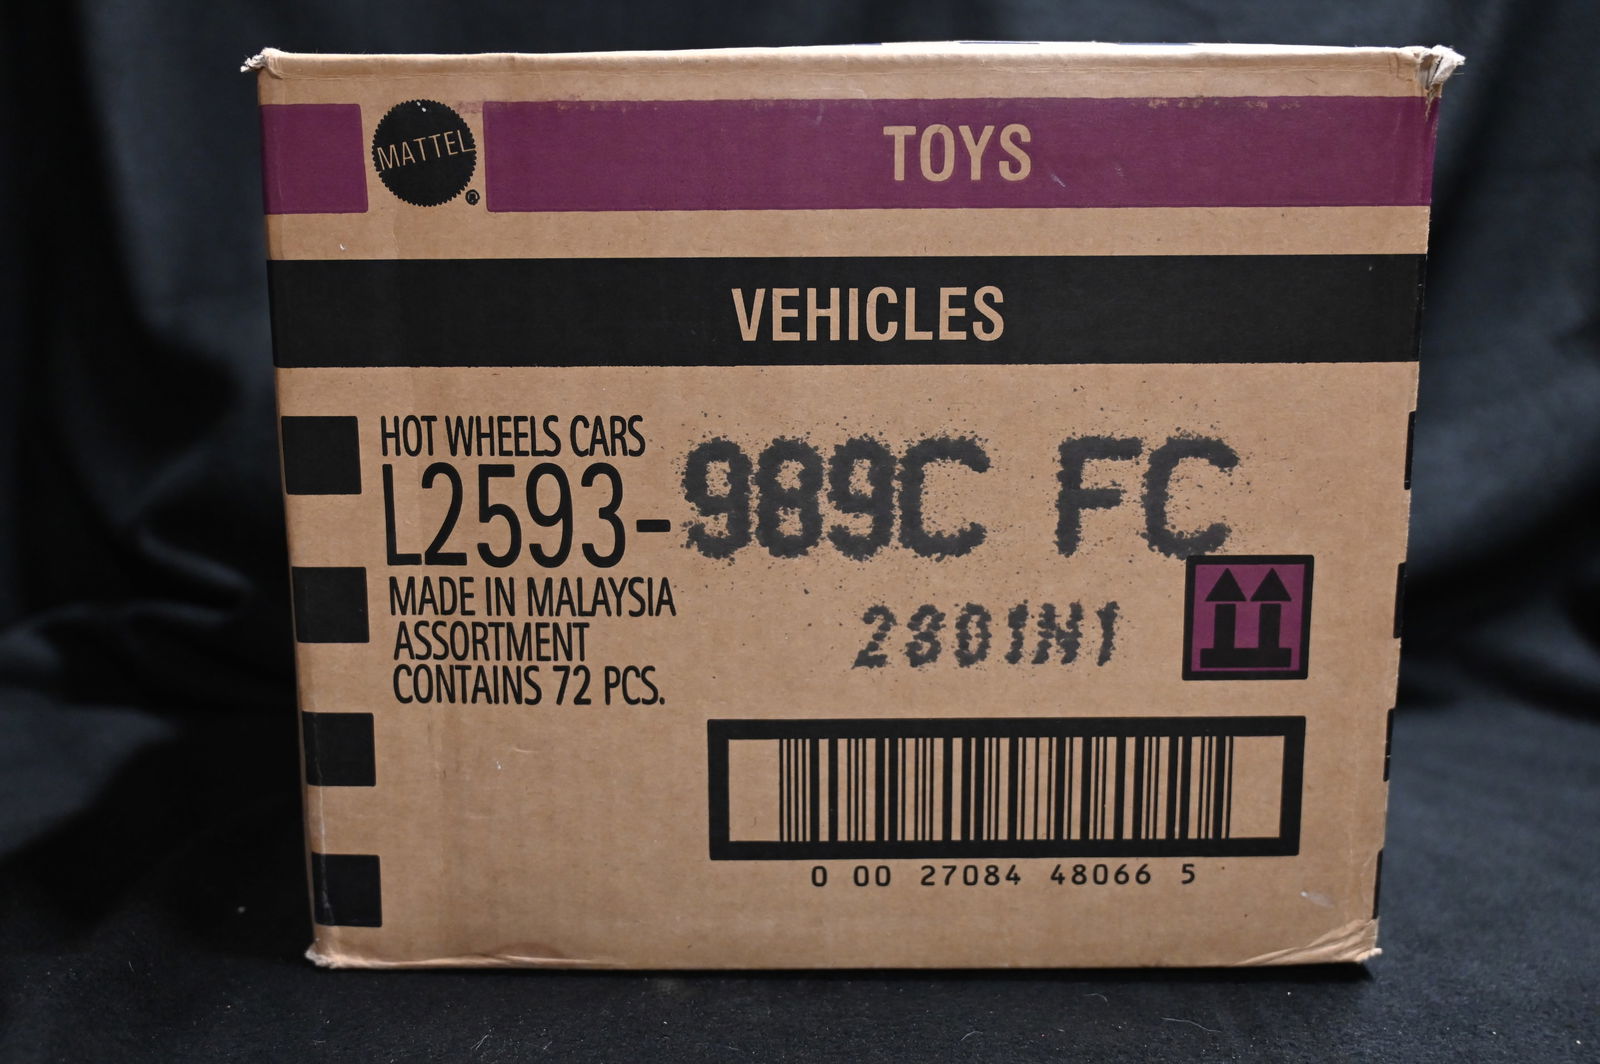 MATTEL ®
TOYS
VEHICLES
HOT WHEELS CARS
L2593-989C FC
MADE IN MALAYSIA
ASSORTMENT
CONTAINS 72 PCS.
2301N1
0 00 27084 48066 5